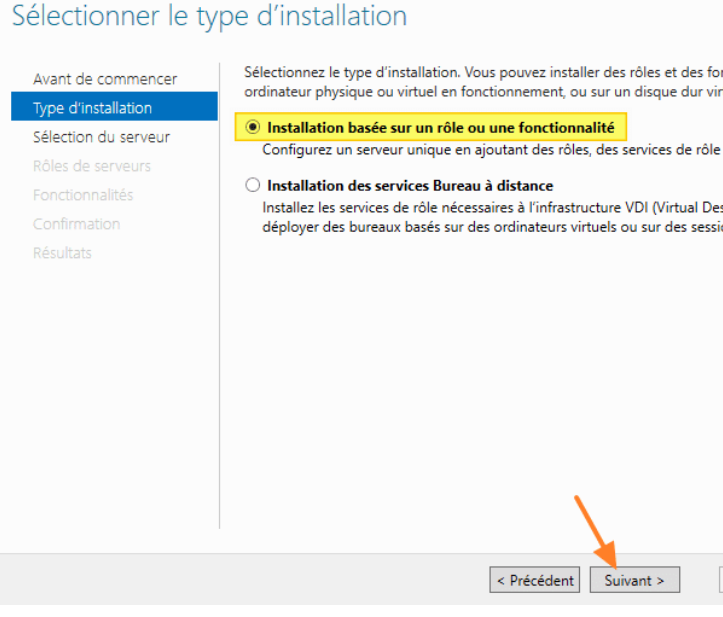 Sélectionner le type d'installation
Avant de commencer
Type d'installation
Sélection du serveur
Rôles de serveurs
Fonctionnalités
Confirmation
Résultats
Sélectionnez le type d'installation. Vous pouvez installer des rôles et des
ordinateur physique ou virtuel en fonctionnement, ou sur un disque dur
Installation basée sur un rôle ou une fonctionnalité
Configurez un serveur unique en ajoutant des rôles, des services de rôle
Installation des services Bureau à distance
Installez les services de rôle nécessaires à l'infrastructure VDI (Virtual
déployer des bureaux basés sur des ordinateurs virtuels ou sur des
< Précédent
Suivant >